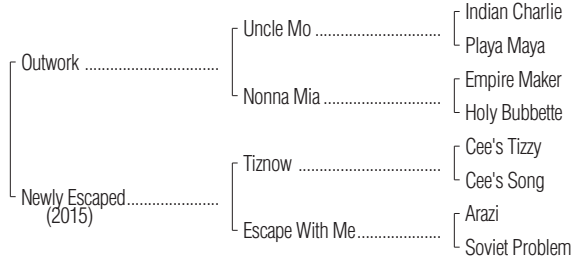 Indian Charlie
Uncle Mo ..............................
Playa Maya
Outwork ................................
Empire Maker
Nonna Mia ............................
Holy Bubbette
Cee's Tizzy
Tiznow ..................................
Cee's Song
Newly Escaped......................
(2015)
Arazi
Escape With Me....................
Soviet Problem